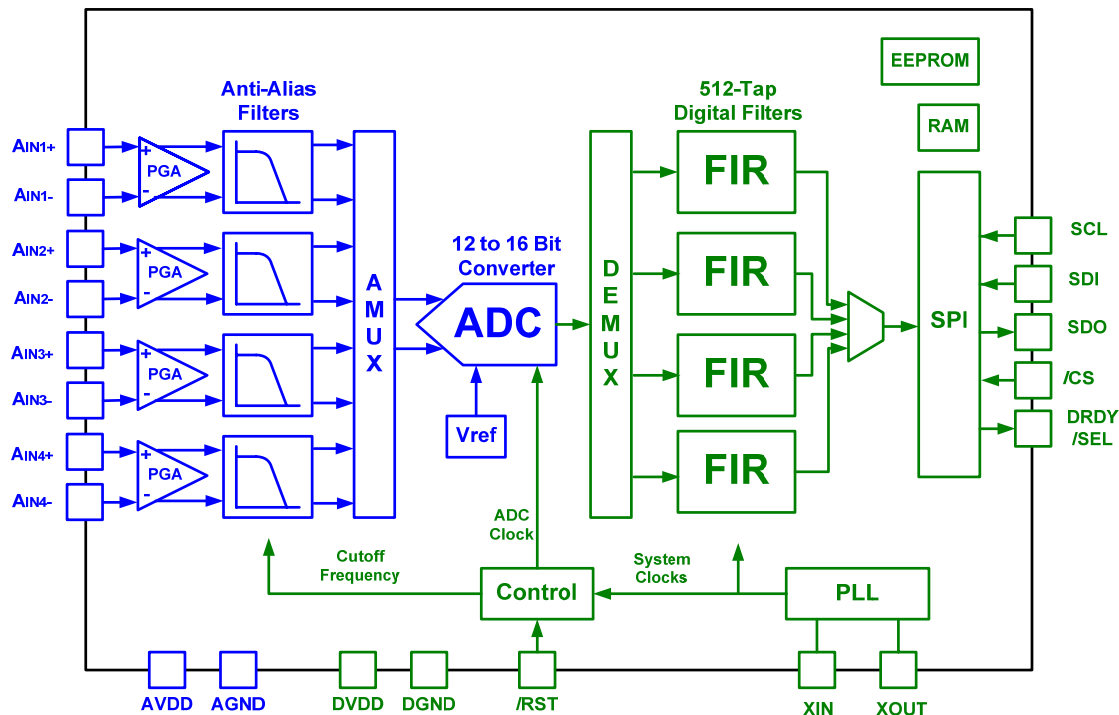 EEPROM
RAM
Anti-Alias
Filters
512-Tap
Digital Filters
AIN1+
AIN1-
AIN2+
AIN2-
AIN3+
AIN3-
AIN4+
AIN4-
+
PGA
-
+
PGA
-
+
PGA
-
+
PGA
-
A
M
U
X
12 to 16 Bit
Converter
ADC
Vref
D
E
M
U
X
FIR
FIR
FIR
FIR
SPI
SCL
SDI
SDO
/CS
DRDY
/SEL
ADC
Clock
Cutoff
Frequency
System
Clocks
Control
PLL
AVDD
AGND
DVDD
DGND
/RST
XIN
XOUT